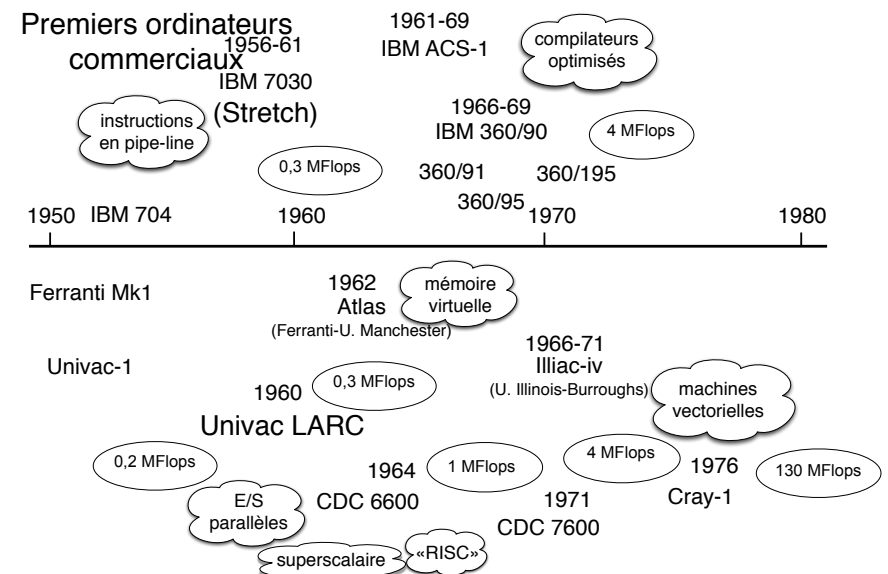 Premiers ordinateurs
commerciaux
1956-61
IBM 7030
(Stretch)
1961-69
IBM ACS-1
compilateurs
optimisés
instructions
en pipe-line
1966-69
IBM 360/90
4 MFlops
0,3 MFlops
360/91
360/195
360/95
1950
IBM 704
1960
1970
1980
Ferranti Mk1
1962
Atlas
(Ferranti-U. Manchester)
mémoire
virtuelle
Univac-1
1966-71
Illiac-iv
(U. Illinois-Burroughs)
machines
vectorielles
1960
Univac LARC
0,3 MFlops
0,2 MFlops
1964
CDC 6600
1 MFlops
4 MFlops
1976
Cray-1
130 MFlops
E/S
parallèles
1971
CDC 7600
superscalaire
«RISC»